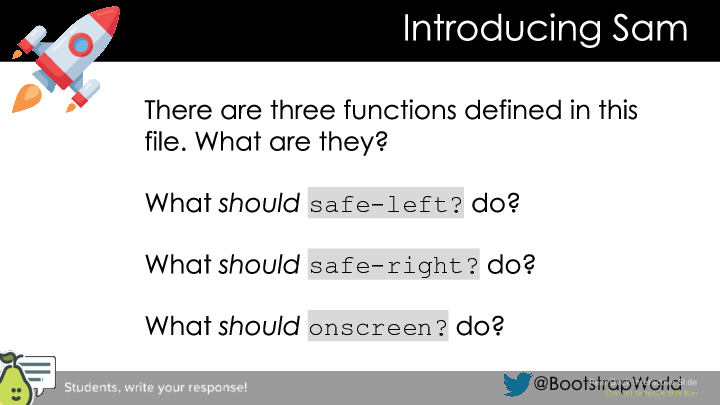 Introducing Sam
There are three functions defined in this
file. What are they?
What should safe-left? do?
What should safe-right? do?
What should onscreen? do?
Students, write your response!
@BootstrapWorld